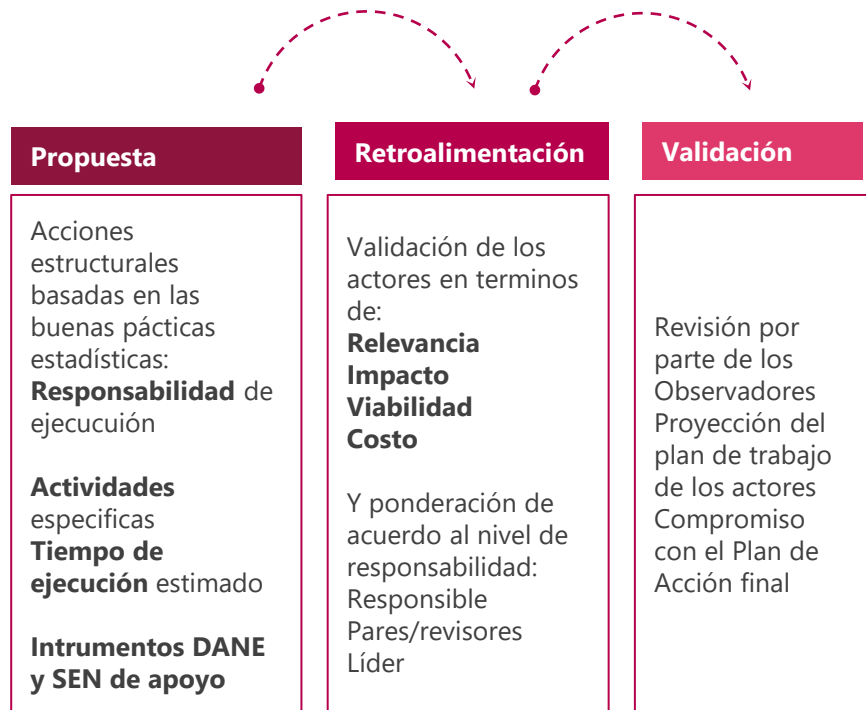 Propuesta
Acciones
estructurales
basadas en las
buenas pácticas
estadísticas:
Responsabilidad de
ejecucuión
Actividades
especificas
Tiempo de
ejecución estimado
Intrumentos DANE
y SEN de apoyo
Retroalimentación
Validación de los
actores en terminos
de:
Relevancia
Impacto
Viabilidad
Costo
Y ponderación de
acuerdo al nivel de
responsabilidad:
Responsible
Pares/revisores
Líder
Validación
Revisión por
parte de los
Observadores
Proyección del
plan de trabajo
de los actores
Compromiso
con el Plan de
Acción final